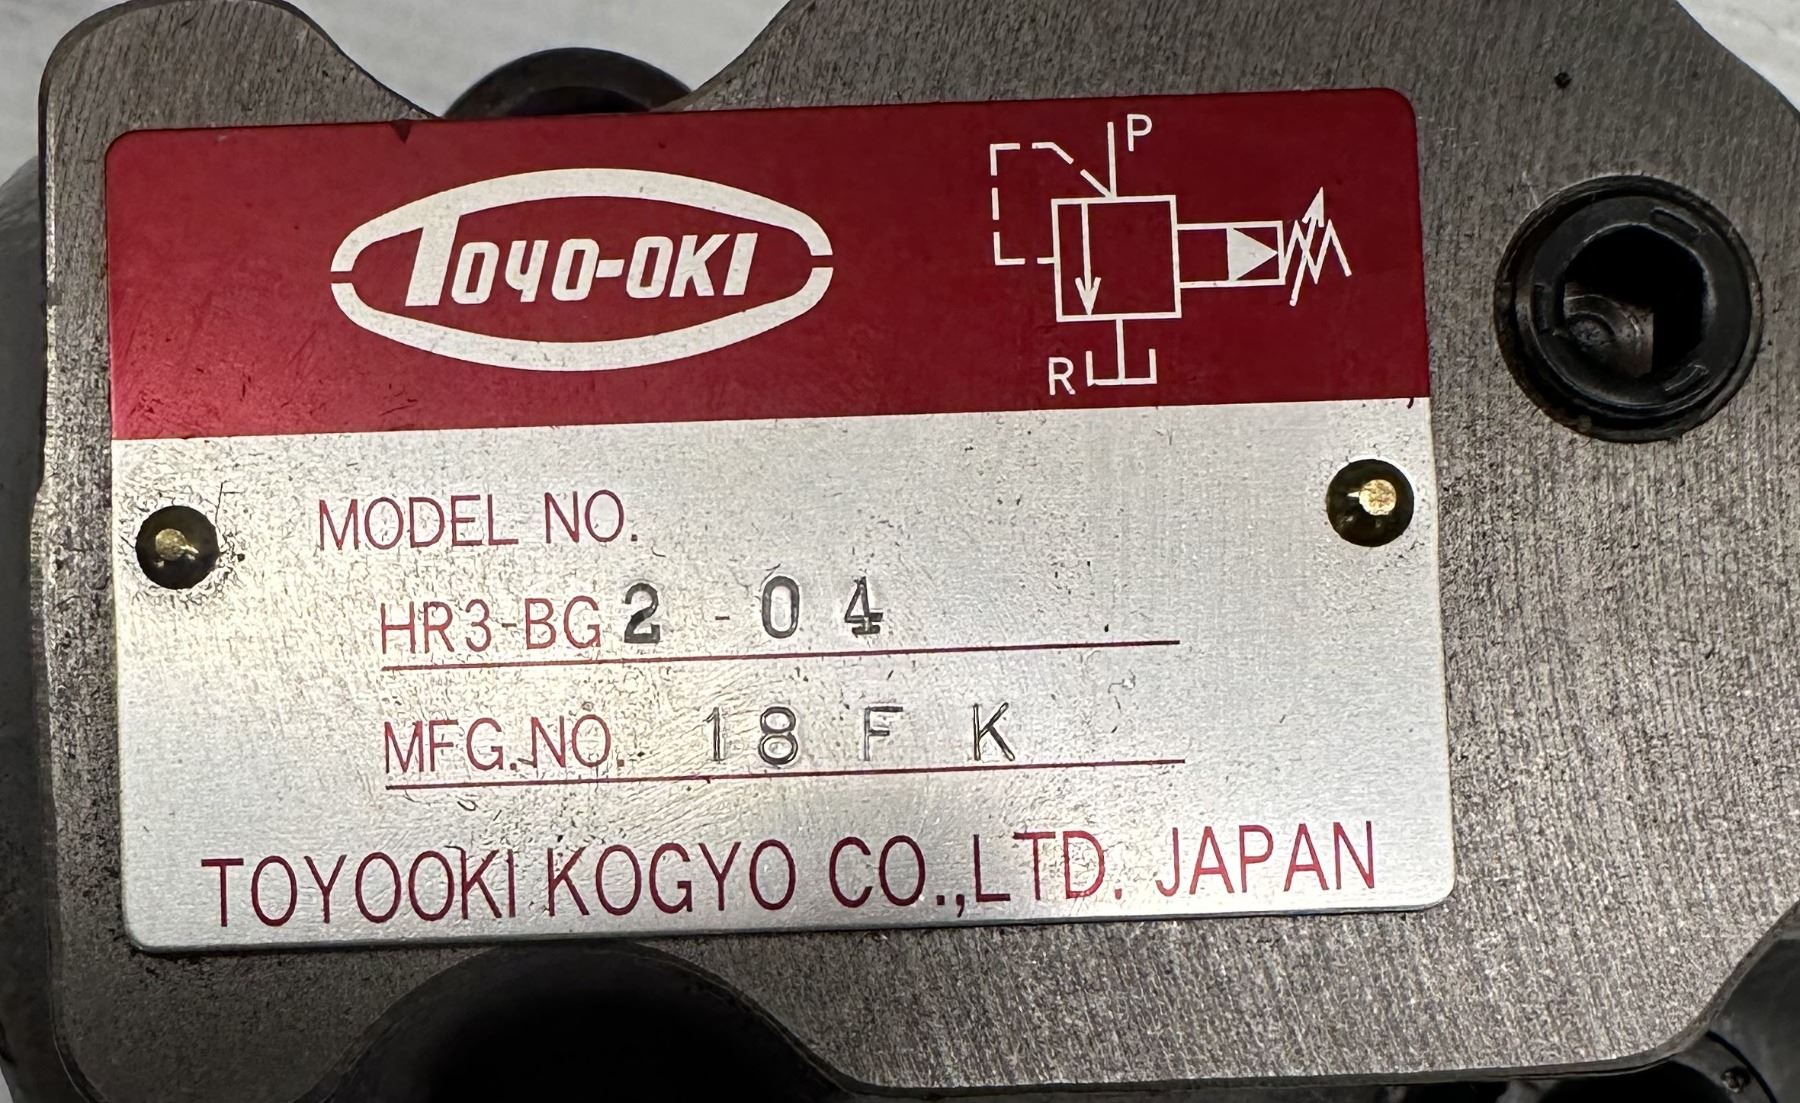 TOYO-OKI
P
R
MODEL NO.
HR3-BG2-04
MFG.NO. 18 F K
TOYOOKI KOGYO CO.,LTD. JAPAN